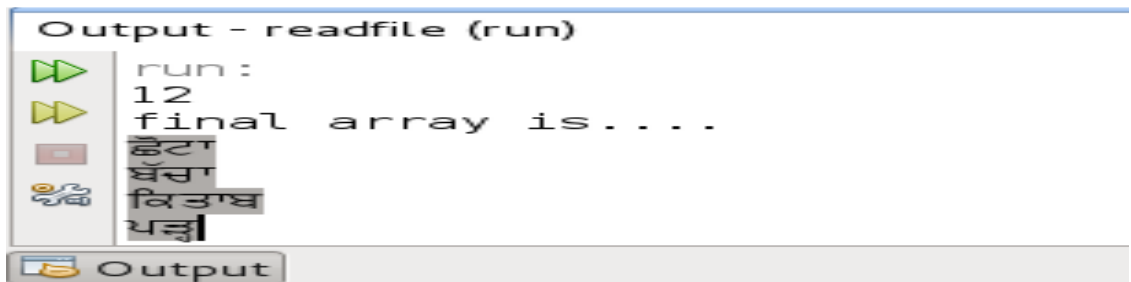 Output - readfile (run)
run:
12
final array is....
ਛੋਟਾ
ਬੱਚਾ
ਕਿਤਾਬ
ਪੜ੍ਹ
Output